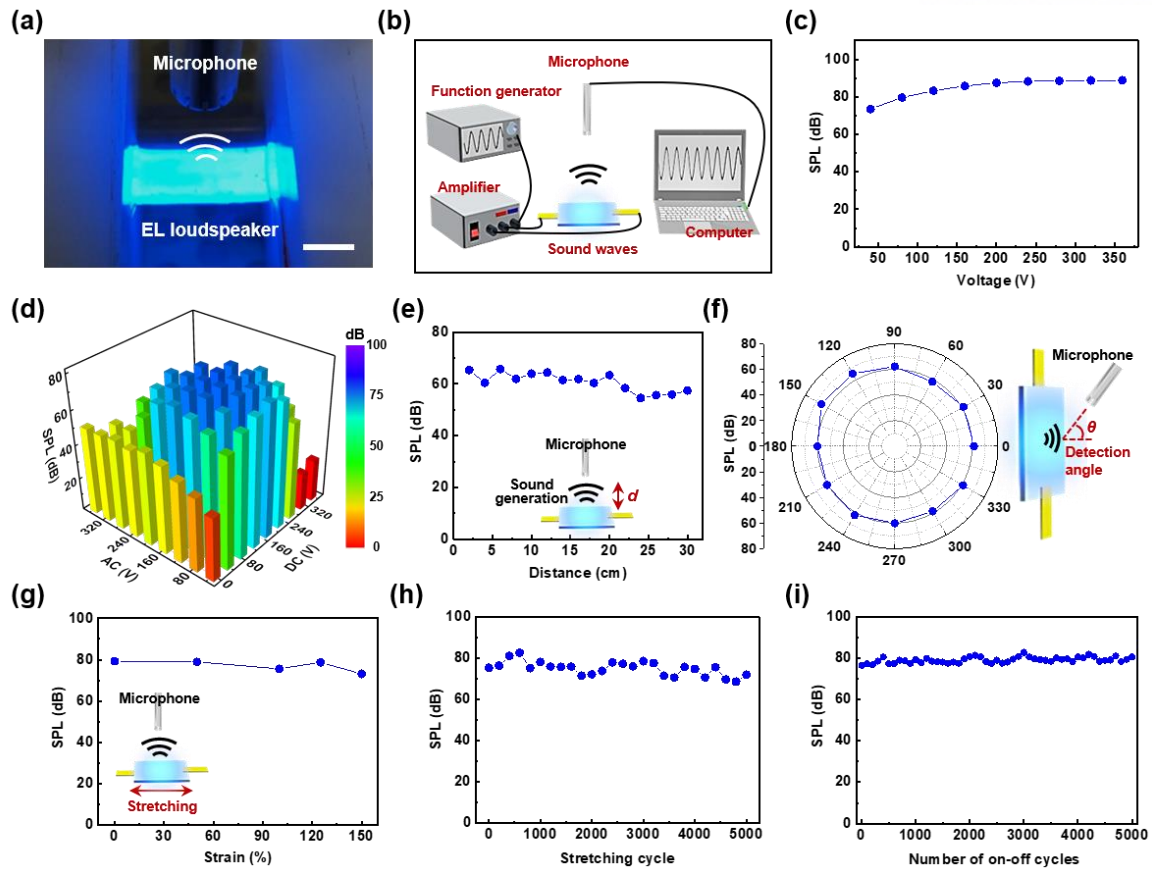 (a)
Microphone
EL loudspeaker
(b)
Microphone
Function generator
Amplifier
Computer
Sound waves
(c)
SPL (dB)
100
80
60
40
20
0
50 100 150 200 250 300 350
Voltage (V)
(d)
SPL (dB)
80
60
40
20
320
240
160
80
AC (V)
0
80
160
240
320
DC (V)
dB
100
75
50
25
0
(e)
SPL (dB)
80
60
40
20
0
Microphone
Sound
generation
d
0 5 10 15 20 25 30
Distance (cm)
(f)
SPL (dB)
80
60
40
20
0
20
40
60
80
90
120 60
150 30
180 0
210 330
240 300
270
Microphone
θ
Detection
angle
(g)
SPL (dB)
100
80
60
40
20
0
Microphone
Stretching
0 30 60 90 120 150
Strain (%)
(h)
SPL (dB)
100
80
60
40
20
0
0 1000 2000 3000 4000 5000
Stretching cycle
(i)
SPL (dB)
100
80
60
40
20
0
0 1000 2000 3000 4000 5000
Number of on-off cycles